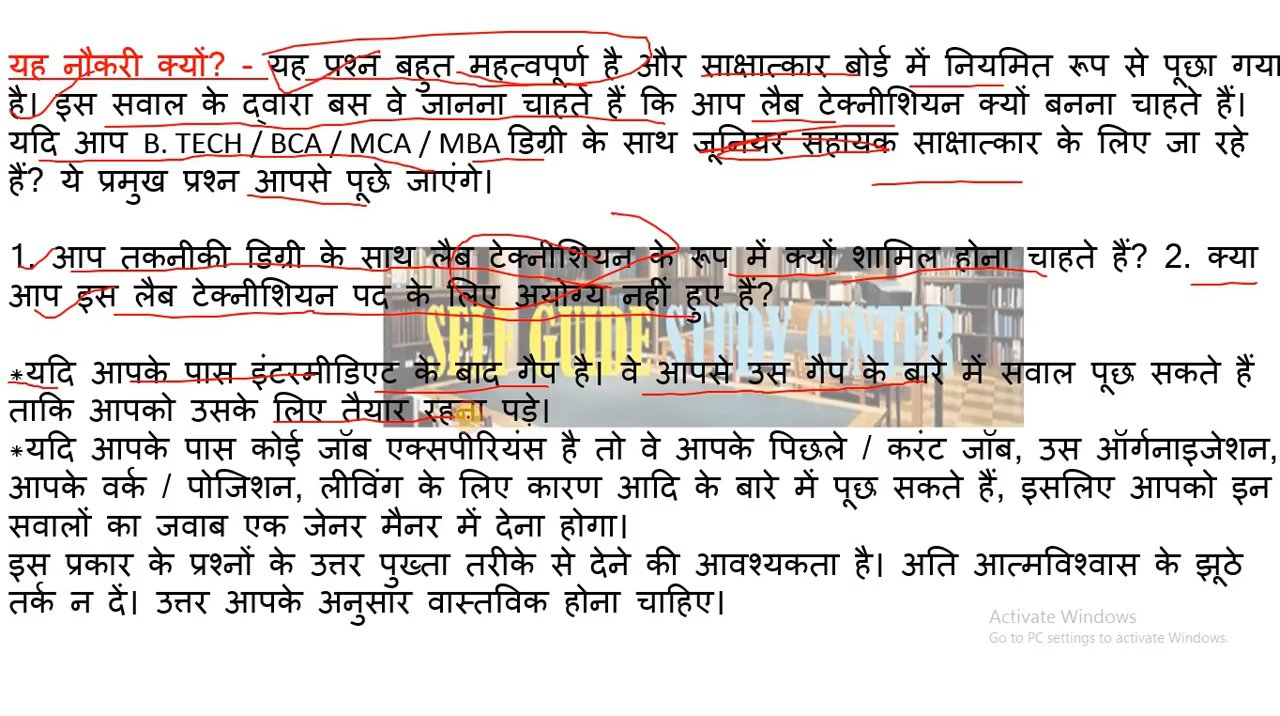 यह नौकरी क्यों? - यह प्रश्न बहुत महत्वपूर्ण है और साक्षात्कार बोर्ड में नियमित रूप से पूछा गया
है। इस सवाल के द्वारा बस वे जानना चाहते हैं कि आप लैब टेक्नीशियन क्यों बनना चाहते हैं।
यदि आप B. TECH / BCA / MCA / MBA डिग्री के साथ जूनियर सहायक साक्षात्कार के लिए जा रहे
हैं? ये प्रमुख प्रश्न आपसे पूछे जाएंगे।
1. आप तकनीकी डिग्री के साथ लैब टेक्नीशियन के रूप में क्यों शामिल होना चाहते हैं? 2. क्या
आप इस लैब टेक्नीशियन पद के लिए अयोग्य नहीं हुए हैं?
SELF GUIDE STUDY CENTER
*यदि आपके पास इंटरमीडिएट के बाद गैप है। वे आपसे उस गैप के बारे में सवाल पूछ सकते हैं
ताकि आपको उसके लिए तैयार रहना पड़े।
*यदि आपके पास कोई जॉब एक्सपीरियंस है तो वे आपके पिछले / करंट जॉब, उस ऑर्गनाइजेशन,
आपके वर्क / पोजिशन, लीविंग के लिए कारण आदि के बारे में पूछ सकते हैं, इसलिए आपको इन
सवालों का जवाब एक जेनर मैनर में देना होगा।
इस प्रकार के प्रश्नों के उत्तर पुख्ता तरीके से देने की आवश्यकता है। अति आत्मविश्वास के झूठे
तर्क न दें। उत्तर आपके अनुसार वास्तविक होना चाहिए।
Activate Windows
Go to PC settings to activate Windows.